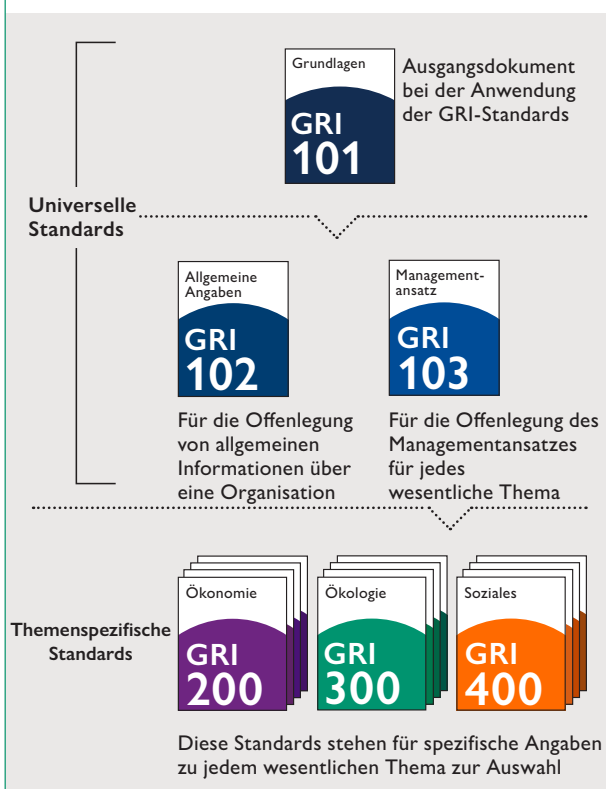 Grundlagen
GRI
101
Ausgangsdokument
bei der Anwendung
der GRI-Standards
Universelle
Standards
Allgemeine
Angaben
GRI
102
Für die Offenlegung
von allgemeinen
Informationen über
eine Organisation
Management-
ansatz
GRI
103
Für die Offenlegung des
Managementansatzes
für jedes
wesentliche Thema
Themenspezifische
Standards
Ökonomie
GRI
200
Ökologie
GRI
300
Soziales
GRI
400
Diese Standards stehen für spezifische Angaben
zu jedem wesentlichen Thema zur Auswahl